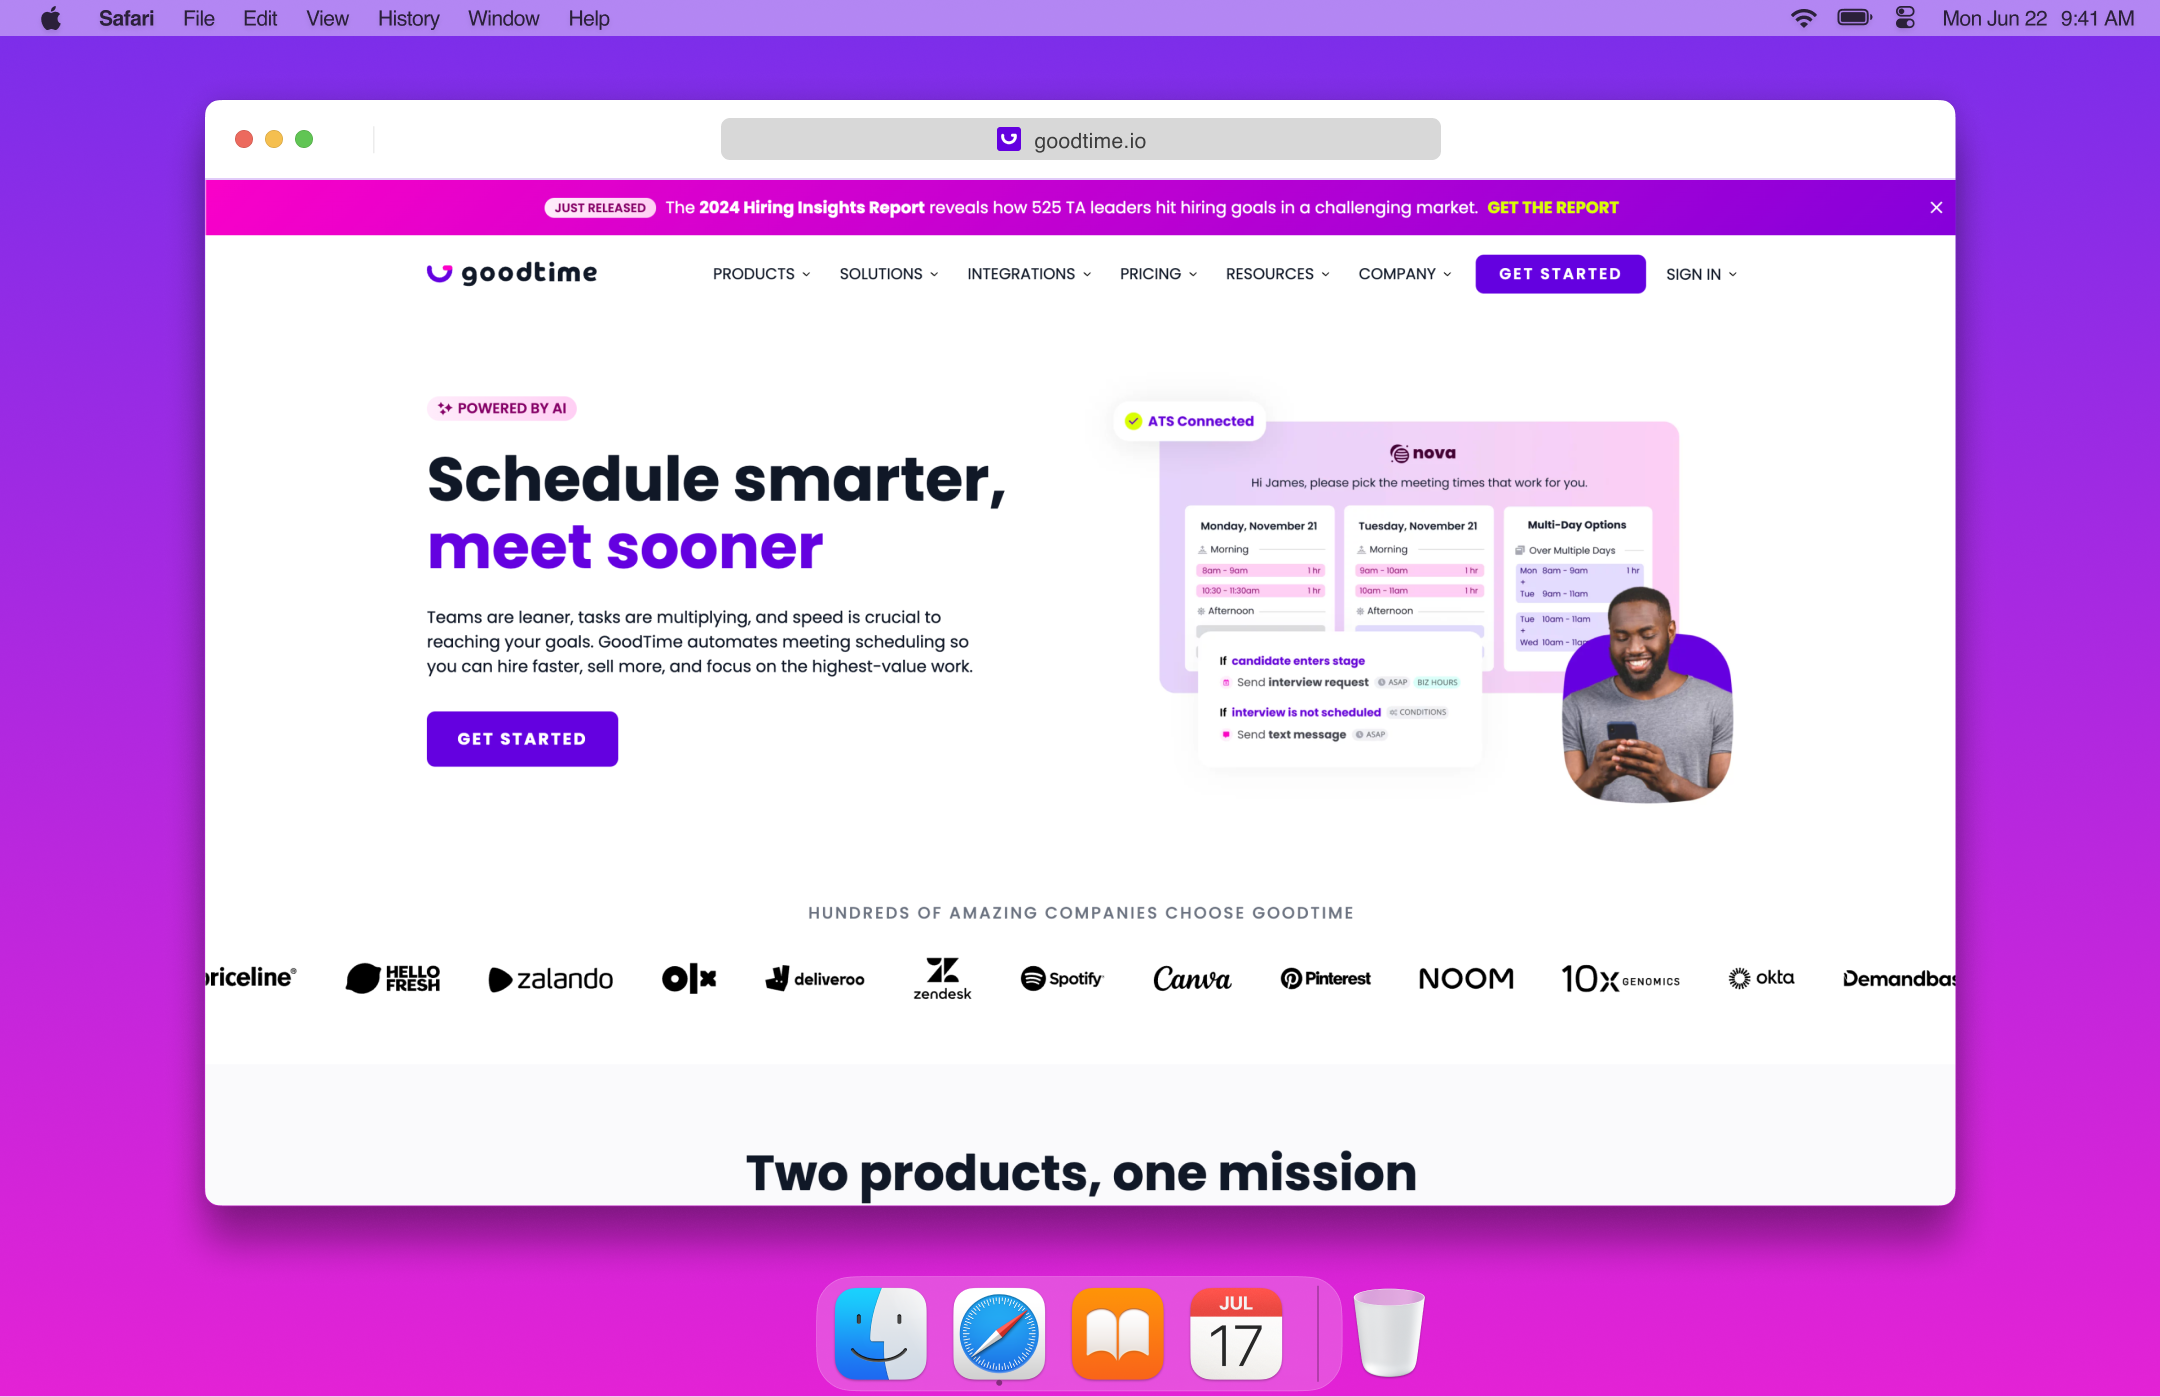 Safari File Edit View History Window Help Mon Jun 22 9:41 AM
goodtime.io
JUST RELEASED The 2024 Hiring Insights Report reveals how 525 TA leaders hit hiring goals in a challenging market. GET THE REPORT
goodtime PRODUCTS SOLUTIONS INTEGRATIONS PRICING RESOURCES COMPANY GET STARTED SIGN IN
POWERED BY AI
Schedule smarter,
meet sooner
Teams are leaner, tasks are multiplying, and speed is crucial to
reaching your goals. GoodTime automates meeting scheduling so
you can hire faster, sell more, and focus on the highest-value work.
GET STARTED
ATS Connected
nova
Hi James, please pick the meeting times that work for you.
Monday, November 21
Morning
8am - 9am 1 hr
10:30 - 11:30am 1 hr
Afternoon
Tuesday, November 21
Morning
9am - 10am 1 hr
10am - 11am 1 hr
Afternoon
Multi-Day Options
Over Multiple Days
Mon 8am - 9am 1 hr
+
Tue 9am - 11am
Tue 10am - 11am
+
Wed 10am - 11am
If candidate enters stage
Send interview request ASAP BIZ HOURS
If interview is not scheduled CONDITIONS
Send text message ASAP
HUNDREDS OF AMAZING COMPANIES CHOOSE GOODTIME
priceline® HELLO FRESH zalando olx deliveroo zendesk Spotify Canva Pinterest NOOM 10x GENOMICS okta Demandbas
Two products, one mission
JUL
17